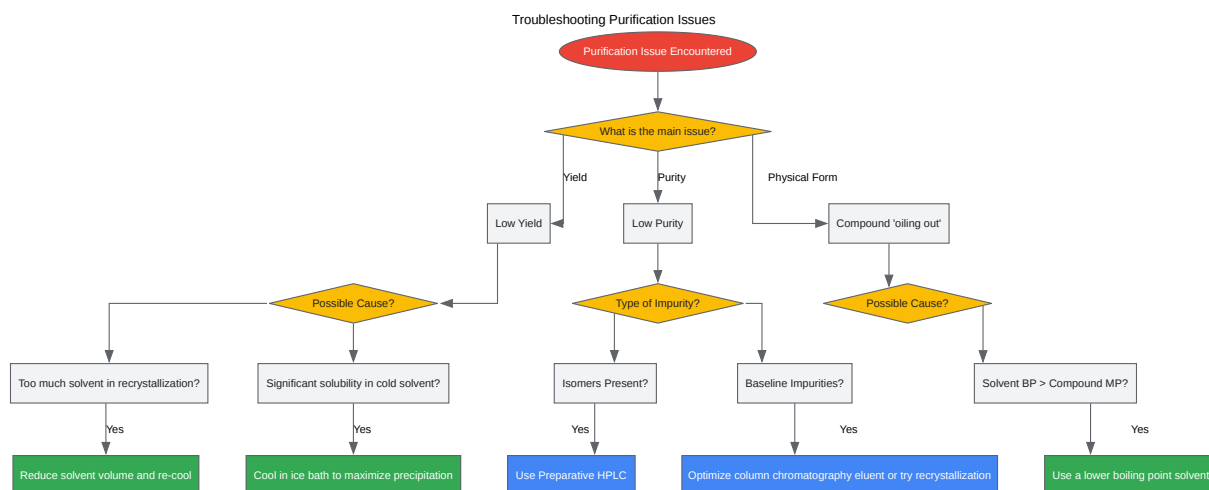 Troubleshooting Purification Issues
Purification Issue Encountered
What is the main issue?
Yield
Purity
Physical Form
Low Yield
Low Purity
Compound 'oiling out'
Possible Cause?
Type of Impurity?
Possible Cause?
Too much solvent in recrystallization?
Significant solubility in cold solvent?
Isomers Present?
Baseline Impurities?
Solvent BP > Compound MP?
Yes
Yes
Yes
Yes
Yes
Reduce solvent volume and re-cool
Cool in ice bath to maximize precipitation
Use Preparative HPLC
Optimize column chromatography eluent or try recrystallization
Use a lower boiling point solvent